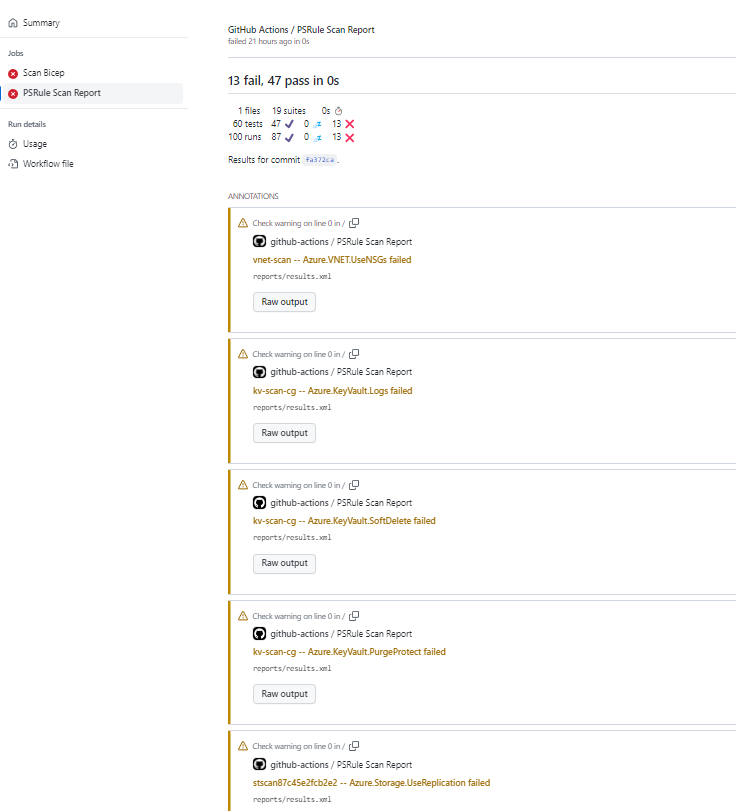 Summary
Jobs
Scan Bicep
PSRule Scan Report
Run details
Usage
Workflow file
GitHub Actions / PSRule Scan Report
failed 21 hours ago in 0s
13 fail, 47 pass in 0s
1 files 19 suites 0s
60 tests 47 0 13
100 runs 87 0 13
Results for commit fa372ca.
ANNOTATIONS
Check warning on line 0 in /
github-actions / PSRule Scan Report
vnet-scan -- Azure.VNET.UseNSGs failed
reports/results.xml
Raw output
Check warning on line 0 in /
github-actions / PSRule Scan Report
kv-scan-cg -- Azure.KeyVault.Logs failed
reports/results.xml
Raw output
Check warning on line 0 in /
github-actions / PSRule Scan Report
kv-scan-cg -- Azure.KeyVault.SoftDelete failed
reports/results.xml
Raw output
Check warning on line 0 in /
github-actions / PSRule Scan Report
kv-scan-cg -- Azure.KeyVault.PurgeProtect failed
reports/results.xml
Raw output
Check warning on line 0 in /
github-actions / PSRule Scan Report
stscan87c45e2fcb2e2 -- Azure.Storage.UseReplication failed
reports/results.xml